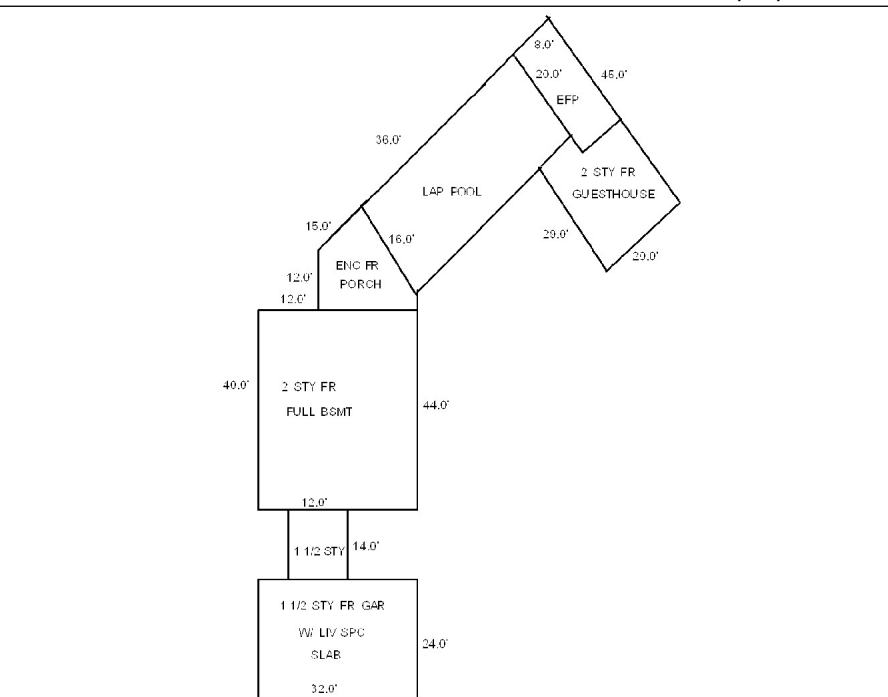 8.0'
20.0'
45.0'
EFP
36.0'
2 STY FR
GUESTHOUSE
LAP POOL
15.0'
16.0'
29.0'
20.0'
ENC FR
PORCH
12.0'
12.0'
40.0'
2 STY FR
FULL BSMT
44.0'
12.0'
1 1/2 STY
14.0'
1 1/2 STY FR GAR
W/ LIV SPC
SLAB
24.0'
32.0'